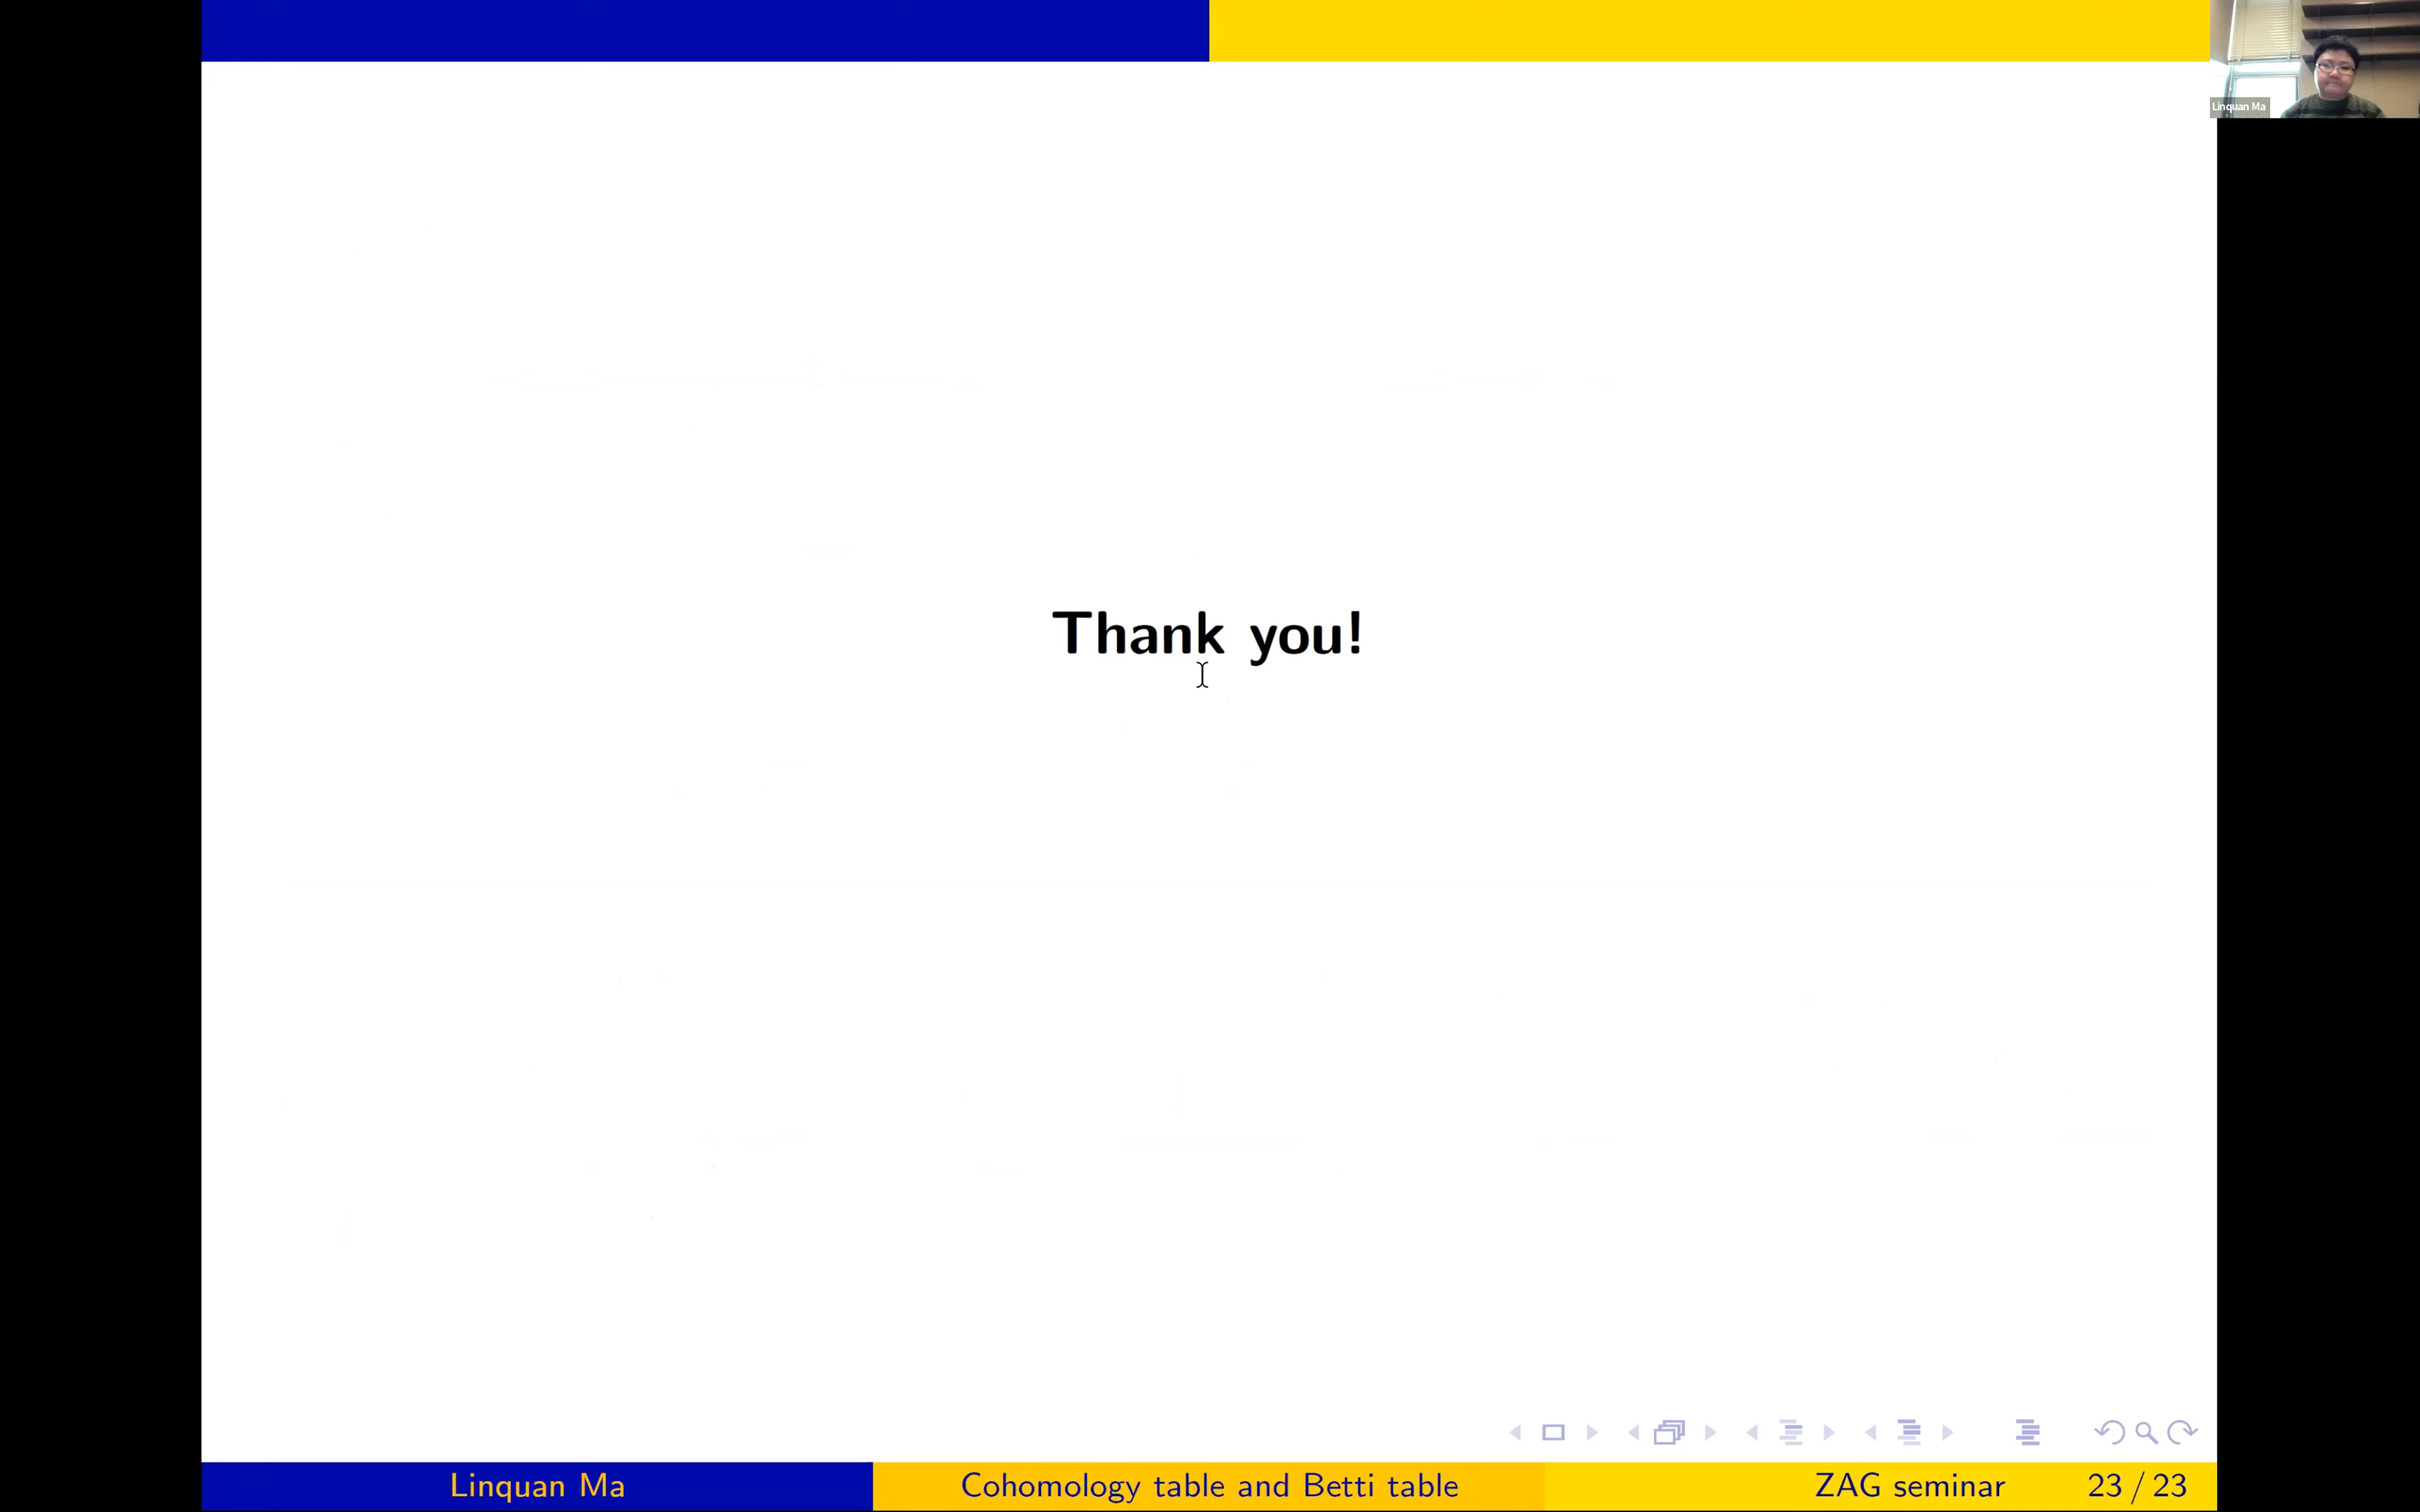 Linquan Ma
Thank you!
Linquan Ma Cohomology table and Betti table ZAG seminar 23 / 23